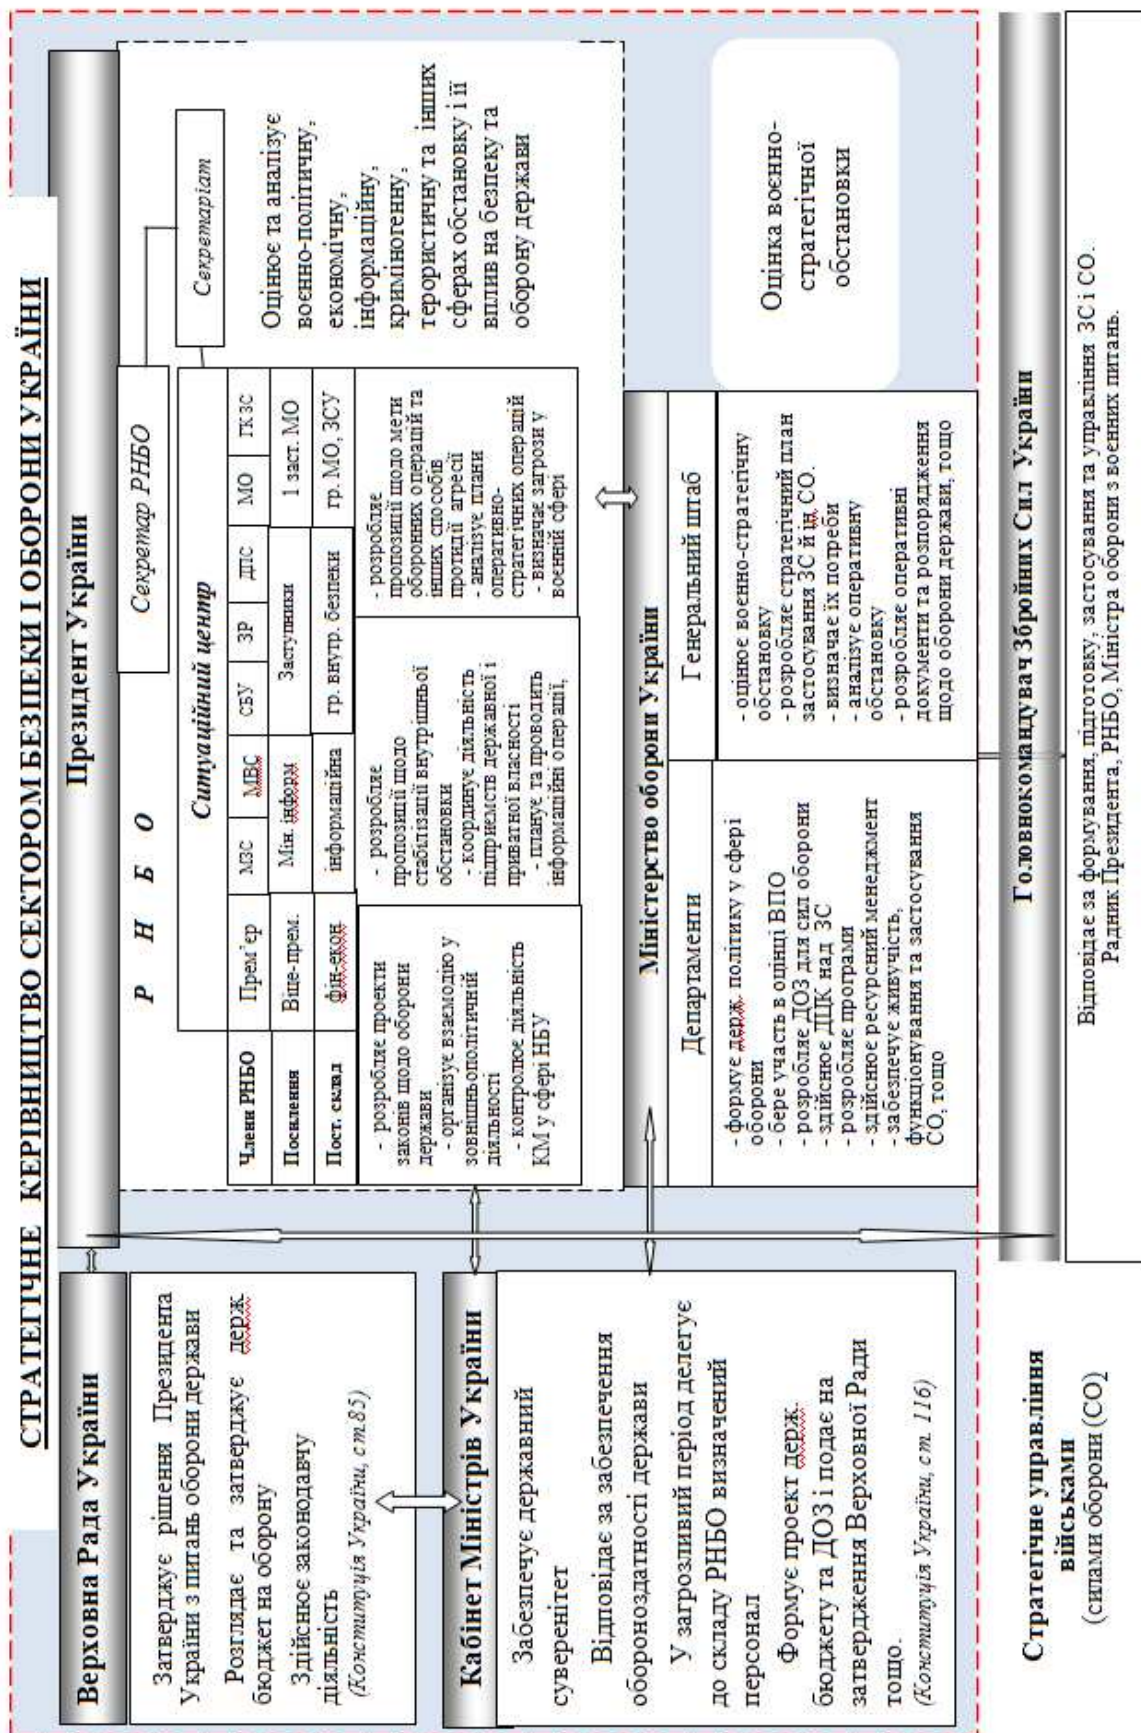 СТРАТЕГІЧНЕ КЕРІВНИЦТВО СЕКТОРОМ БЕЗПЕКИ І ОБОРОНИ УКРАЇНИ
Верховна Рада України
Затверджує рішення Президента
України з питань оборони держави
Розглядає та затверджує держ.
бюджет на оборону
Здійснює законодавчу
діяльність
(Конституція України, ст.85)
Кабінет Міністрів України
Забезпечує державний
суверенітет
Відповідає за забезпечення
обороноздатності держави
У загрозливий період делегує
до складу РНБО визначений
персонал
Формує проект держ.
бюджету та ДОЗ і подає на
затвердження Верховної Ради
тощо.
(Конституція України, ст. 116)
Стратегічне управління
військами
(силами оборони (СО)
Президент України
Р Н Б О
Секретар РНБО
Секретаріат
Ситуаційний центр
Члени РНБО Прем'єр МЗС МВС СБУ ЗР ДПС МО ГКЗС
Посилення Віце-прем. Мін. інформ Заступники 1 заст. МО
Пост. склад фін-екон. інформаційна гр. внутр. безпеки гр. МО, ЗСУ
- розробляє проекти
законів щодо оборони
держави
- організує взаємодію у
зовнішньополітичній
діяльності
- контролює діяльність
КМ у сфері НБУ
- розробляє
пропозиції щодо
стабілізації внутрішньої
обстановки
- координує діяльність
підприємств державної і
приватної власності
- планує та проводить
інформаційні операції,
- розробляє
пропозиції щодо мети
оборонних операцій та
інших способів
протидії агресії
- аналізує плани
оперативно-
стратегічних операцій
- визначає загрози у
воєнній сфері
Оцінює та аналізує
воєнно-політичну,
економічну,
інформаційну,
криміногенну,
терористичну та інших
сферах обстановку і її
вплив на безпеку та
оборону держави
Міністерство оборони України
Департаменти
- формує держ. політику у сфері
оборони
- бере участь в оцінці ВПО
- розробляє ДОЗ для сил оборони
- здійснює ДЦК над ЗС
- розробляє програми
- здійснює ресурсний менеджмент
- забезпечує живучість,
функціонування та застосування
СО, тощо
Генеральний штаб
- оцінює воєнно-стратегічну
обстановку
- розробляє стратегічний план
застосування ЗС й ін. СО.
- визначає їх потреби
- аналізує оперативну
обстановку
- розробляє оперативні
документи та розпорядження
щодо оборони держави, тощо
Оцінка воєнно-
стратегічної
обстановки
Головнокомандувач Збройних Сил України
Відповідає за формування, підготовку, застосування та управління ЗС і СО.
Радник Президента, РНБО, Міністра оборони з воєнних питань.